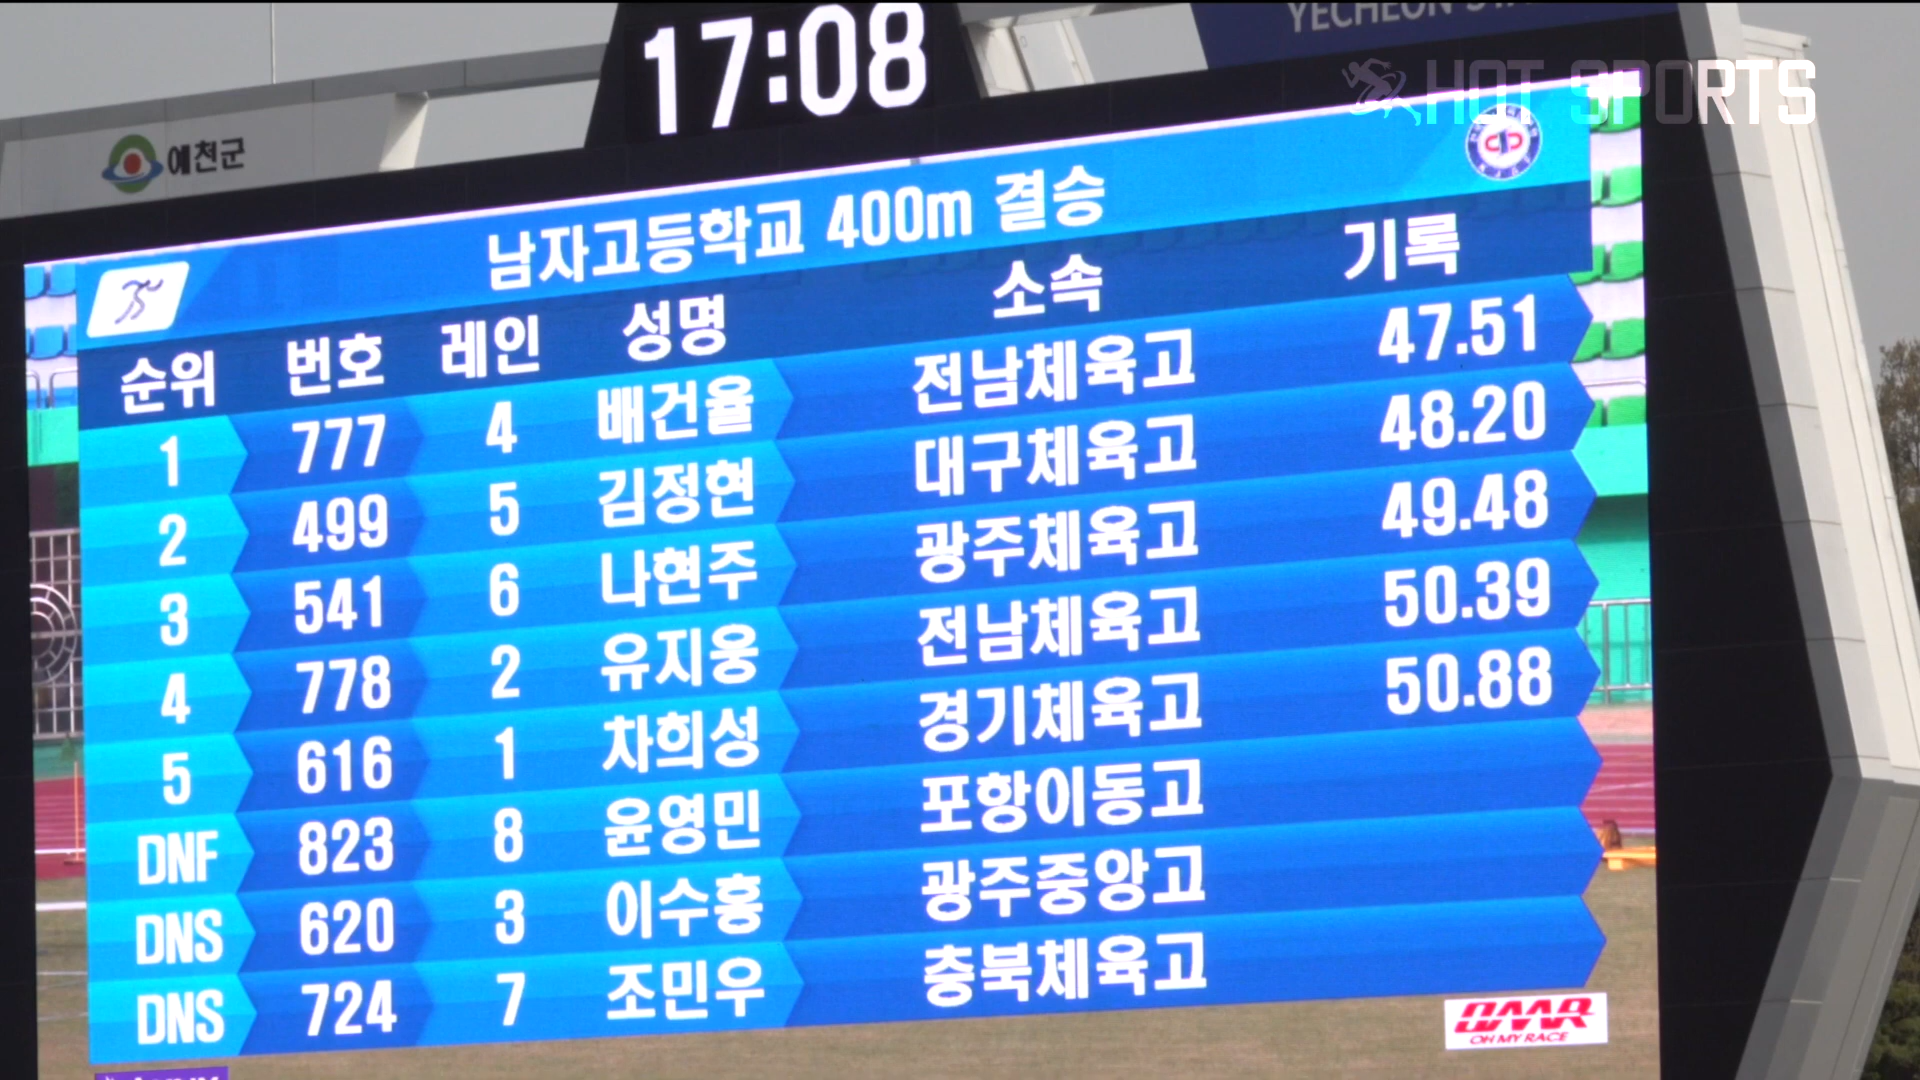 17:08
YECHEON
HOT SPORTS
예천군
남자고등학교 400m 결승
순위 번호 레인 성명 소속 기록
1 777 4 배건율 전남체육고 47.51
2 499 5 김정현 대구체육고 48.20
3 541 6 나현주 광주체육고 49.48
4 778 2 유지웅 전남체육고 50.39
5 616 1 차희성 경기체육고 50.88
DNF 823 8 윤영민 포항이동고
DNS 620 3 이수홍 광주중앙고
DNS 724 7 조민우 충북체육고
OMR
OH MY RACE